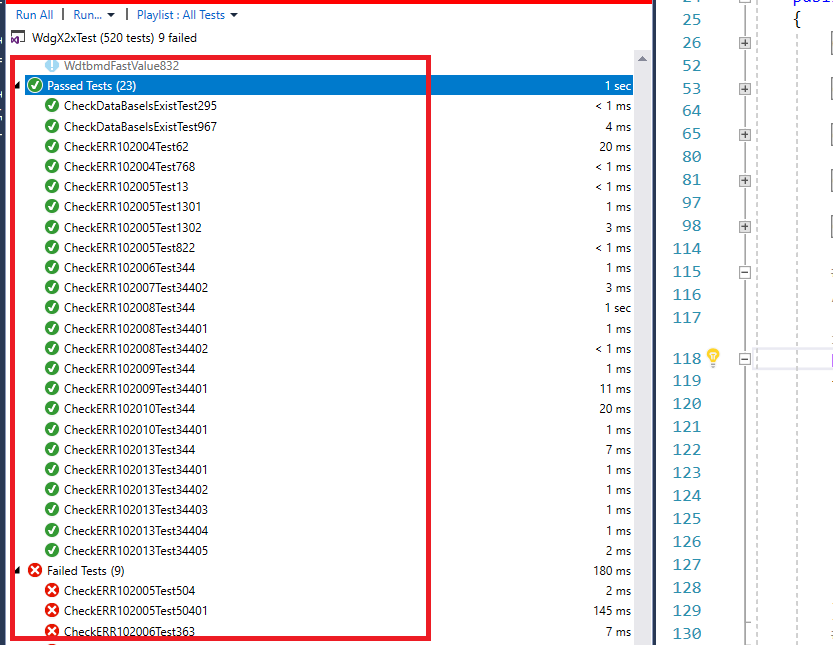 Run All | Run... | Playlist : All Tests
WdgX2xTest (520 tests) 9 failed
WdtbmdFastValue832
Passed Tests (23) 1 sec
CheckDataBaseIsExistTest295 < 1 ms
CheckDataBaseIsExistTest967 4 ms
CheckERR102004Test62 20 ms
CheckERR102004Test768 < 1 ms
CheckERR102005Test13 < 1 ms
CheckERR102005Test1301 1 ms
CheckERR102005Test1302 3 ms
CheckERR102005Test822 < 1 ms
CheckERR102006Test344 1 ms
CheckERR102007Test34402 3 ms
CheckERR102008Test344 1 sec
CheckERR102008Test34401 1 ms
CheckERR102008Test34402 < 1 ms
CheckERR102009Test344 1 ms
CheckERR102009Test34401 11 ms
CheckERR102010Test344 20 ms
CheckERR102010Test34401 1 ms
CheckERR102013Test344 7 ms
CheckERR102013Test34401 1 ms
CheckERR102013Test34402 1 ms
CheckERR102013Test34403 1 ms
CheckERR102013Test34404 1 ms
CheckERR102013Test34405 2 ms
Failed Tests (9) 180 ms
CheckERR102005Test504 2 ms
CheckERR102005Test50401 145 ms
CheckERR102006Test363 7 ms
25 {
26
52
53
64
65
80
81
97
98
114
115
116
117
118
119
120
121
122
123
124
125
126
127
128
129
130